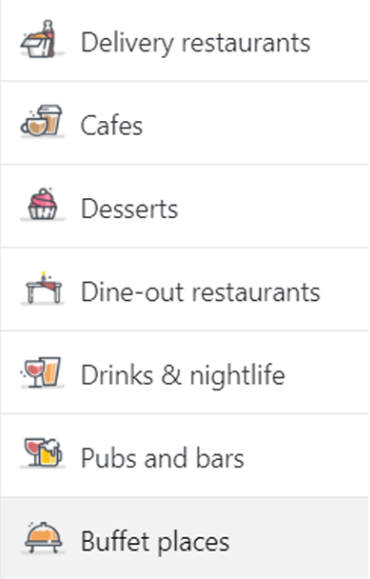 Delivery restaurants
Cafes
Desserts
Dine-out restaurants
Drinks & nightlife
Pubs and bars
Buffet places